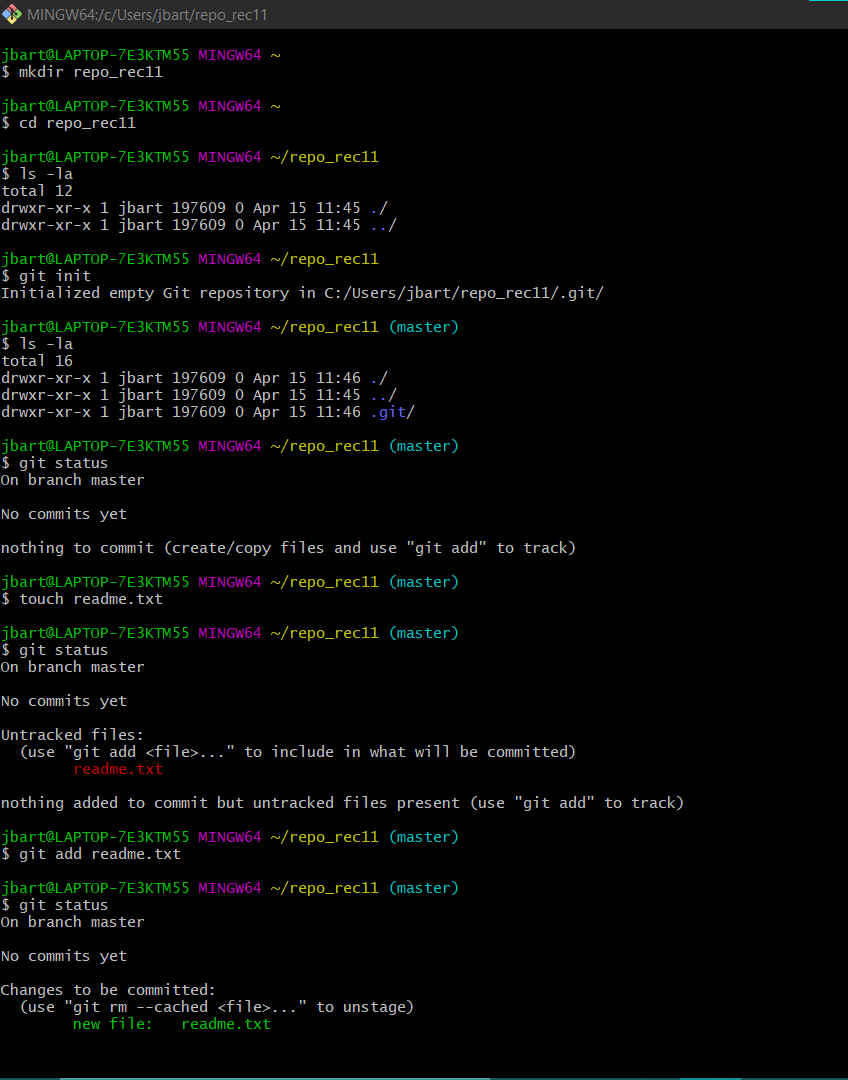 MINGW64:/c/Users/jbart/repo_rec11
jbart@LAPTOP-7E3KTM55 MINGW64 ~
$ mkdir repo_rec11
jbart@LAPTOP-7E3KTM55 MINGW64 ~
$ cd repo_rec11
jbart@LAPTOP-7E3KTM55 MINGW64 ~/repo_rec11
$ ls -la
total 12
drwxr-xr-x 1 jbart 197609 0 Apr 15 11:45 ./
drwxr-xr-x 1 jbart 197609 0 Apr 15 11:45 ../
jbart@LAPTOP-7E3KTM55 MINGW64 ~/repo_rec11
$ git init
Initialized empty Git repository in C:/Users/jbart/repo_rec11/.git/
jbart@LAPTOP-7E3KTM55 MINGW64 ~/repo_rec11 (master)
$ ls -la
total 16
drwxr-xr-x 1 jbart 197609 0 Apr 15 11:46 ./
drwxr-xr-x 1 jbart 197609 0 Apr 15 11:45 ../
drwxr-xr-x 1 jbart 197609 0 Apr 15 11:46 .git/
jbart@LAPTOP-7E3KTM55 MINGW64 ~/repo_rec11 (master)
$ git status
On branch master
No commits yet
nothing to commit (create/copy files and use "git add" to track)
jbart@LAPTOP-7E3KTM55 MINGW64 ~/repo_rec11 (master)
$ touch readme.txt
jbart@LAPTOP-7E3KTM55 MINGW64 ~/repo_rec11 (master)
$ git status
On branch master
No commits yet
Untracked files:
(use "git add <file>..." to include in what will be committed)
readme.txt
nothing added to commit but untracked files present (use "git add" to track)
jbart@LAPTOP-7E3KTM55 MINGW64 ~/repo_rec11 (master)
$ git add readme.txt
jbart@LAPTOP-7E3KTM55 MINGW64 ~/repo_rec11 (master)
$ git status
On branch master
No commits yet
Changes to be committed:
(use "git rm --cached <file>..." to unstage)
new file:   readme.txt